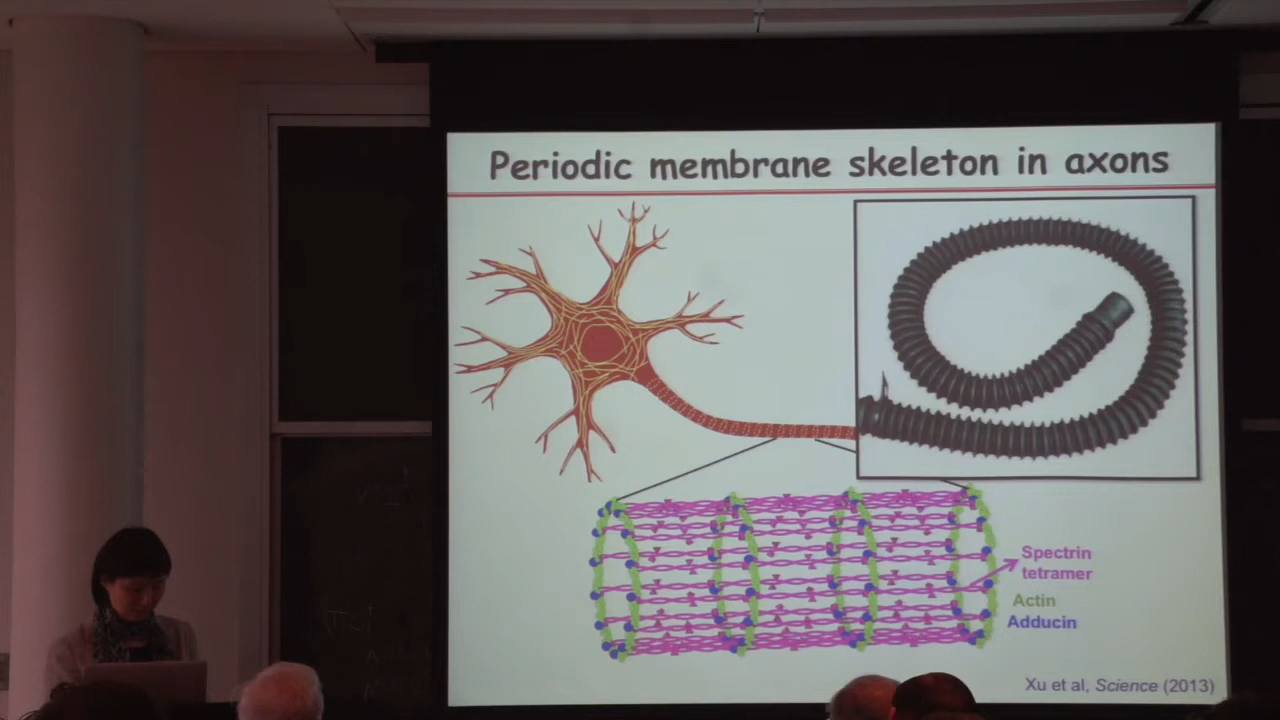 Periodic membrane skeleton in axons
Spectrin
tetramer
Actin
Adducin
Xu et al, Science (2013)